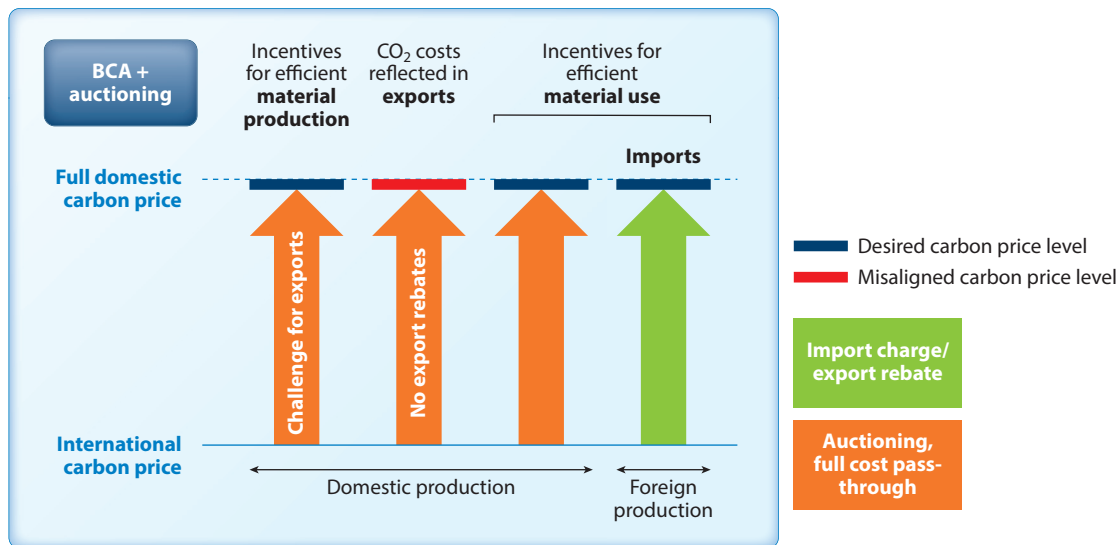 BCA +
auctioning
Incentives
for efficient
material
production
CO₂ costs
reflected in
exports
Incentives for
efficient
material use
Imports
Full domestic
carbon price
Challenge for exports
No export rebates
International
carbon price
Domestic production
Foreign
production
Desired carbon price level
Misaligned carbon price level
Import charge/
export rebate
Auctioning,
full cost pass-
through